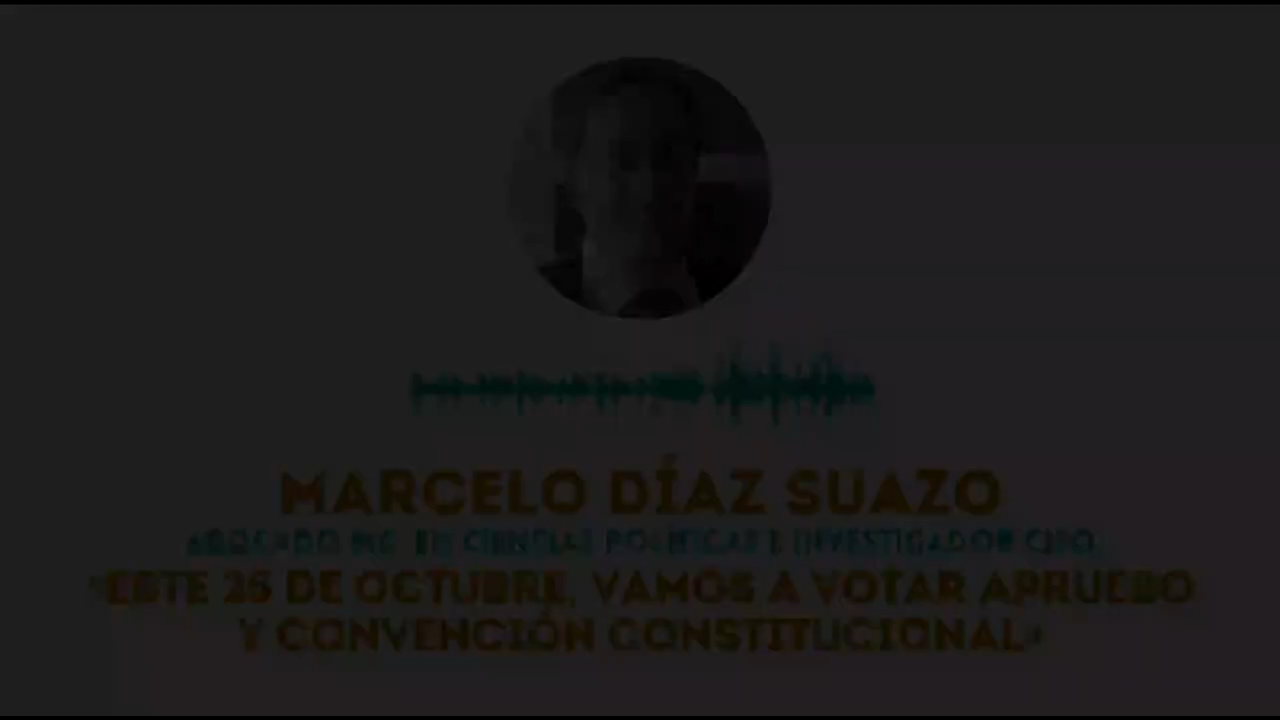 MARCELO DÍAZ SUAZO
ABOGADO MG. EN CIENCIAS POLÍTICAS E INVESTIGADOR
"ESTE 25 DE OCTUBRE, VAMOS A VOTAR APRUEBO
Y CONVENCIÓN CONSTITUCIONAL"